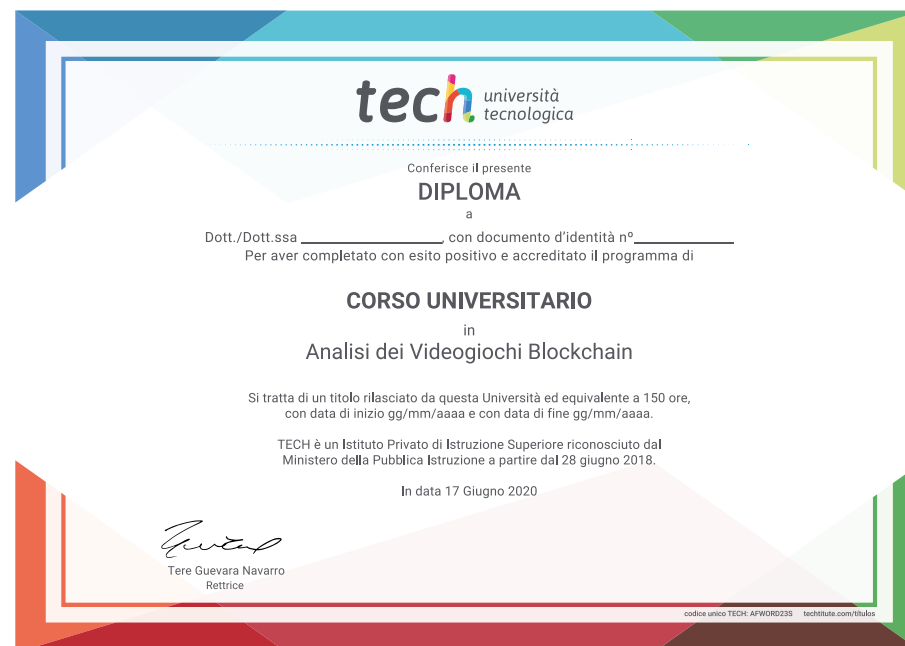 tech università
tecnologica
Conferisce il presente
DIPLOMA
a
Dott./Dott.ssa ____________________, con documento d'identità nº______________
Per aver completato con esito positivo e accreditato il programma di
CORSO UNIVERSITARIO
in
Analisi dei Videogiochi Blockchain
Si tratta di un titolo rilasciato da questa Università ed equivalente a 150 ore,
con data di inizio gg/mm/aaaa e con data di fine gg/mm/aaaa.
TECH è un Istituto Privato di Istruzione Superiore riconosciuto dal
Ministero della Pubblica Istruzione a partire dal 28 giugno 2018.
In data 17 Giugno 2020
Tere Guevara Navarro
Rettrice
codice unico TECH: AFWORD23S techtitute.com/titulos